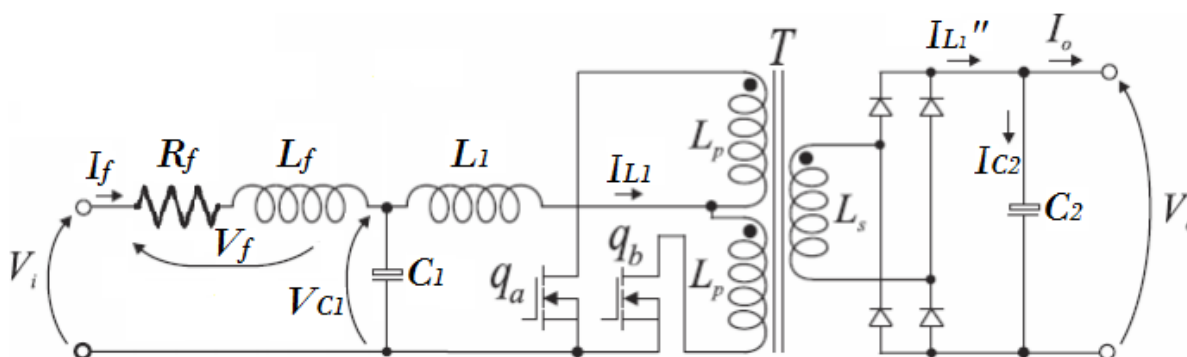 I_L1'' I_o
T
I_f R_f L_f L_1 I_L1 L_p
I_C2
L_s C_2
V_f q_b
V_i V_C1 C_1 q_a L_p